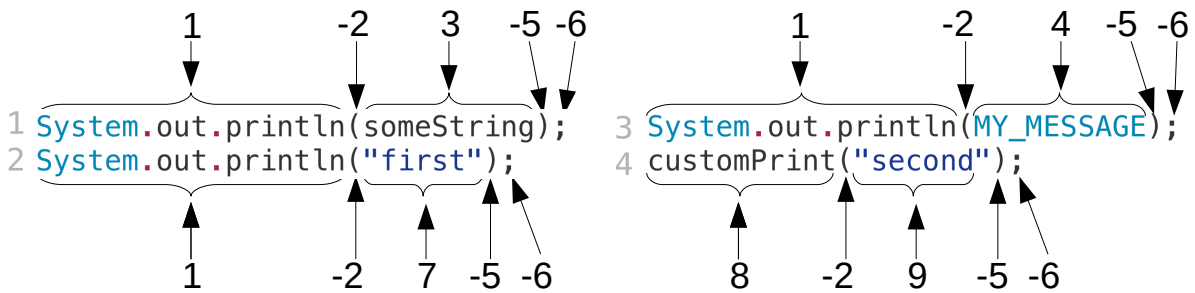 1 -2 3 -5 -6 1 -2 4 -5 -6
1 System.out.println(someString);
2 System.out.println("first");
3 System.out.println(MY_MESSAGE);
4 customPrint("second");
1 -2 7 -5 -6 8 -2 9 -5 -6